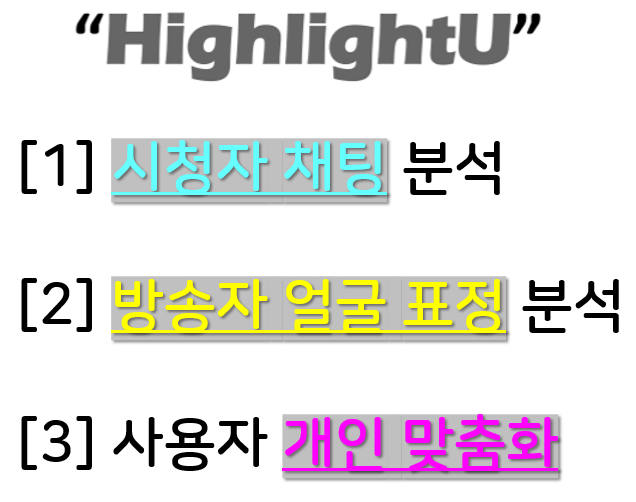 “HighlightU”
[1] 시청자 채팅 분석
[2] 방송자 얼굴 표정 분석
[3] 사용자 개인 맞춤화